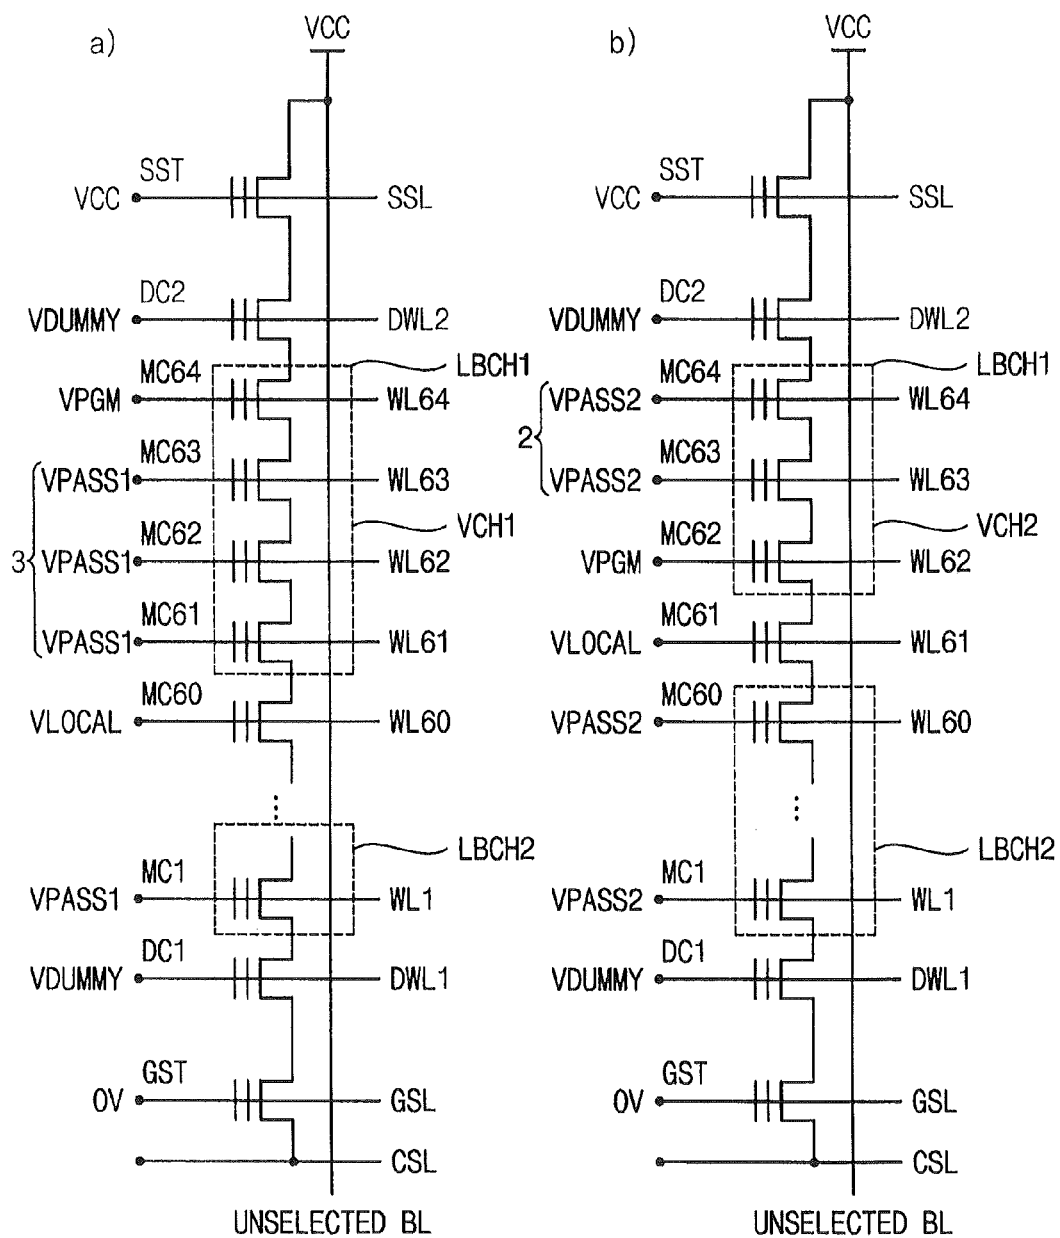 a)
VCC
SST
VCC
SSL
DC2
VDUMMY
DWL2
LBCH1
MC64
VPGM
WL64
MC63
VPASS1
WL63
VCH1
3
MC62
VPASS1
WL62
MC61
VPASS1
WL61
MC60
VLOCAL
WL60
LBCH2
MC1
VPASS1
WL1
DC1
VDUMMY
DWL1
GST
0V
GSL
CSL
UNSELECTED BL
b)
VCC
SST
VCC
SSL
DC2
VDUMMY
DWL2
LBCH1
MC64
VPASS2
WL64
2
MC63
VPASS2
WL63
VCH2
MC62
VPGM
WL62
MC61
VLOCAL
WL61
MC60
VPASS2
WL60
LBCH2
MC1
VPASS2
WL1
DC1
VDUMMY
DWL1
GST
0V
GSL
CSL
UNSELECTED BL